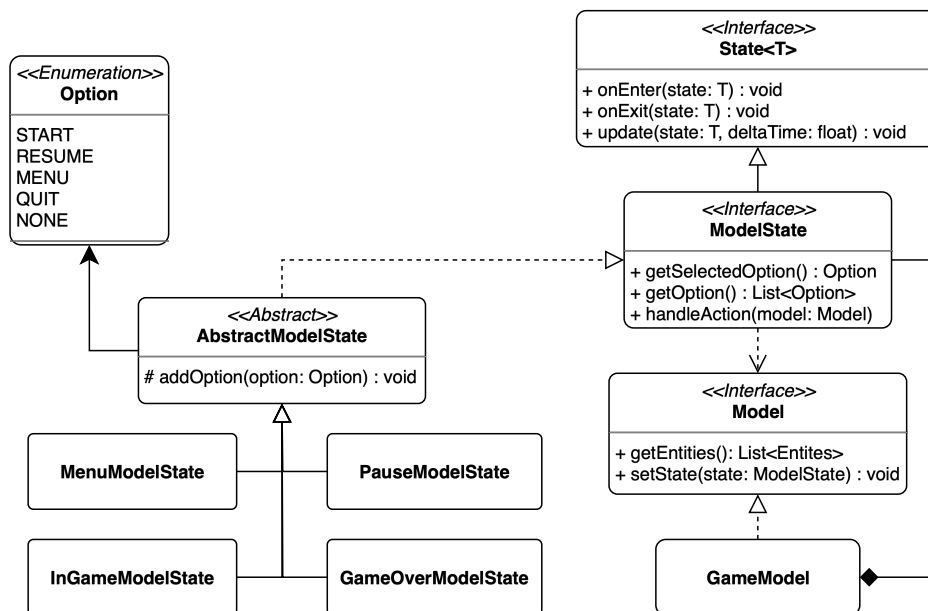 <<Interface>>
State<T>
+ onEnter(state: T) : void
+ onExit(state: T) : void
+ update(state: T, deltaTime: float) : void
<<Enumeration>>
Option
START
RESUME
MENU
QUIT
NONE
<<Interface>>
ModelState
+ getSelectedOption() : Option
+ getOption() : List<Option>
+ handleAction(model: Model)
<<Abstract>>
AbstractModelState
# addOption(option: Option) : void
<<Interface>>
Model
+ getEntities(): List<Entites>
+ setState(state: ModelState) : void
MenuModelState
PauseModelState
InGameModelState
GameOverModelState
GameModel